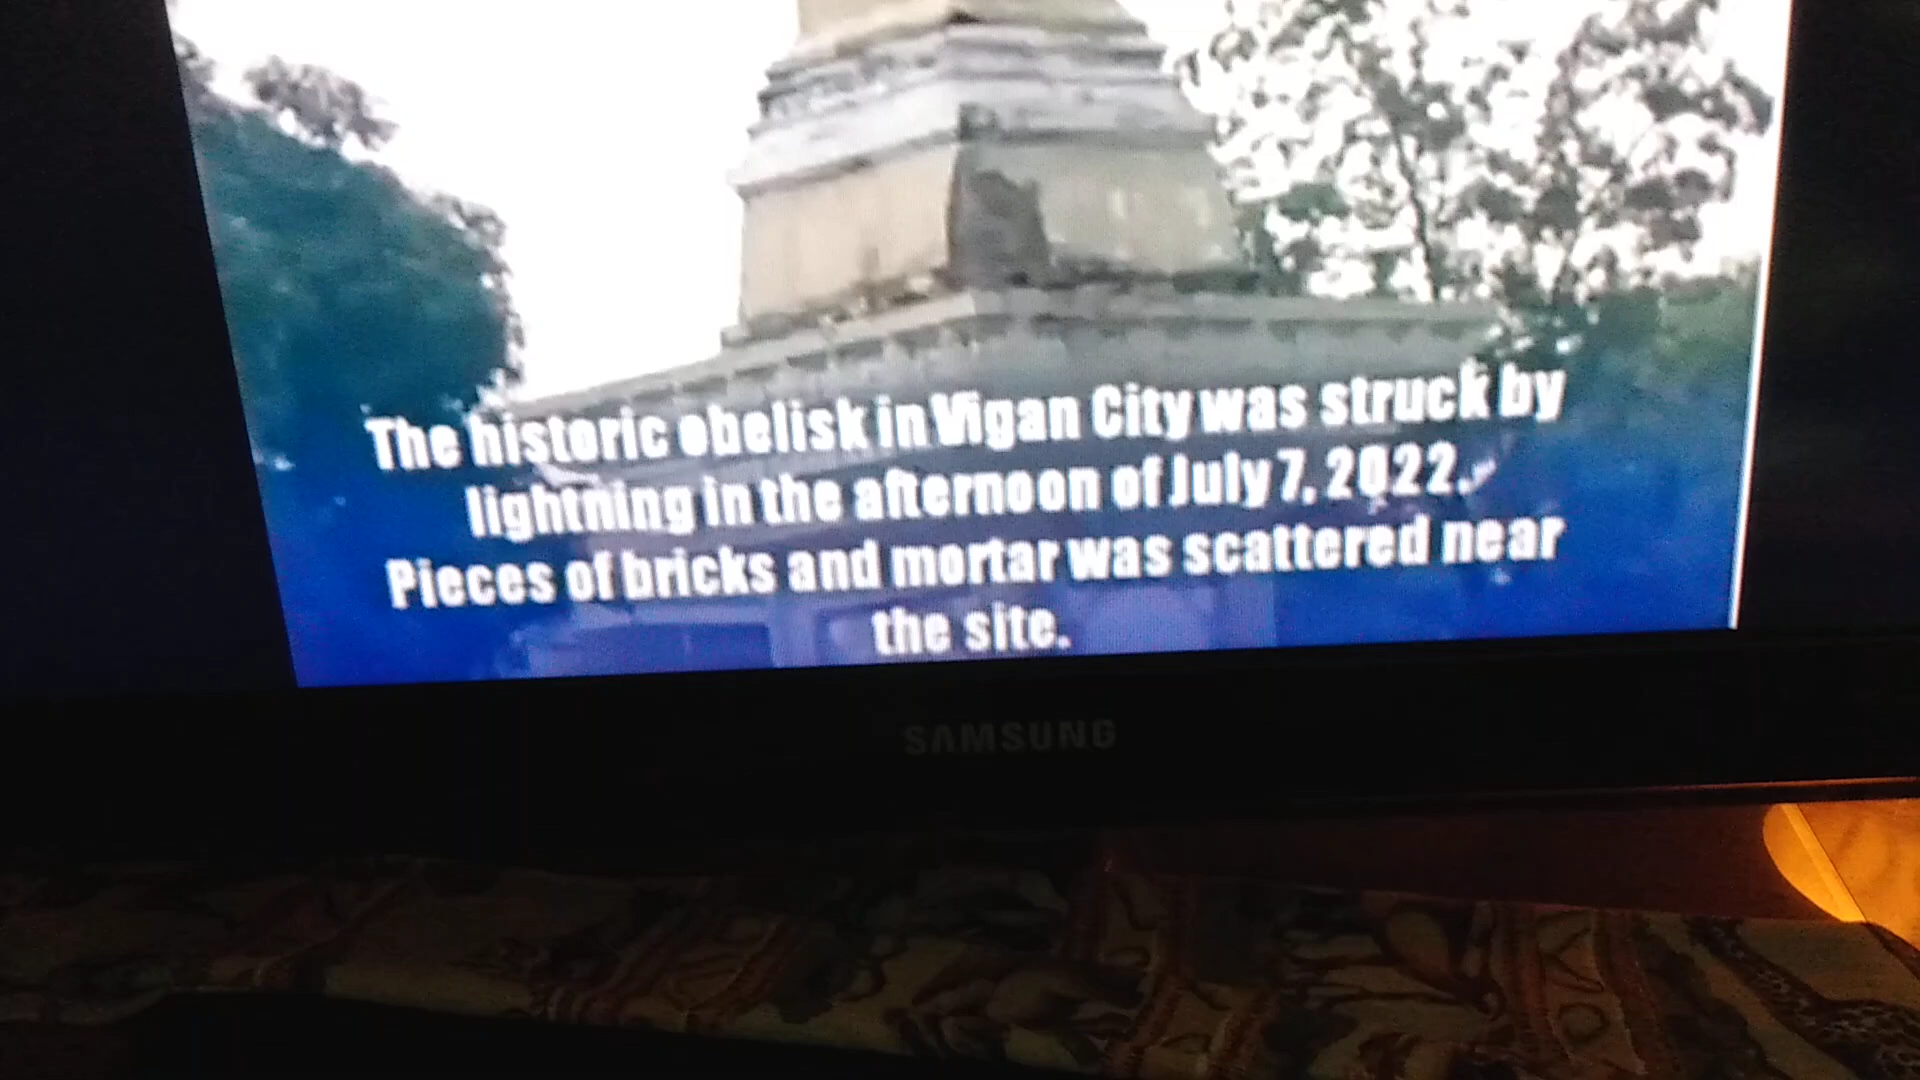 The historic obelisk in Vigan City was struck by
lightning in the afternoon of July 7, 2022.
Pieces of bricks and mortar was scattered near
the site.
SAMSUNG